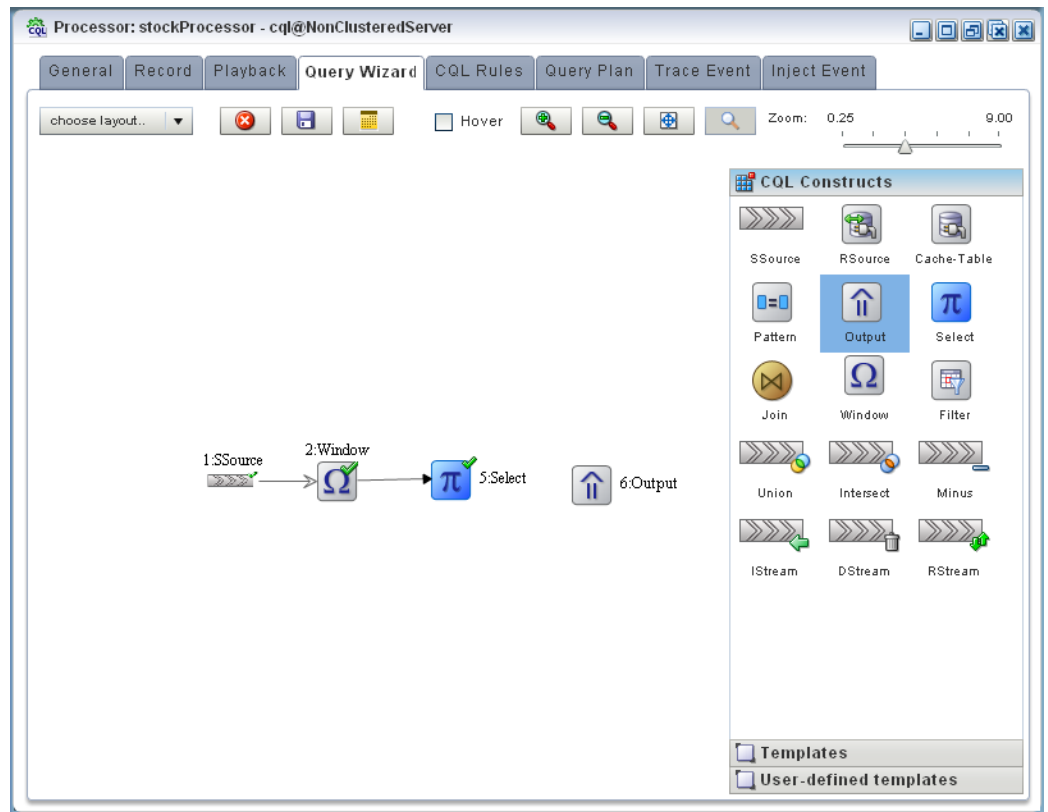 CQL
Processor: stockProcessor - cql@NonClusteredServer
General Record Playback Query Wizard CQL Rules Query Plan Trace Event Inject Event
choose layout.. Hover Zoom: 0.25 9.00
CQL Constructs
SSource RSource Cache-Table
Pattern Output Select
Join Window Filter
Union Intersect Minus
IStream DStream RStream
1:SSource 2:Window 5:Select 6:Output
Templates
User-defined templates